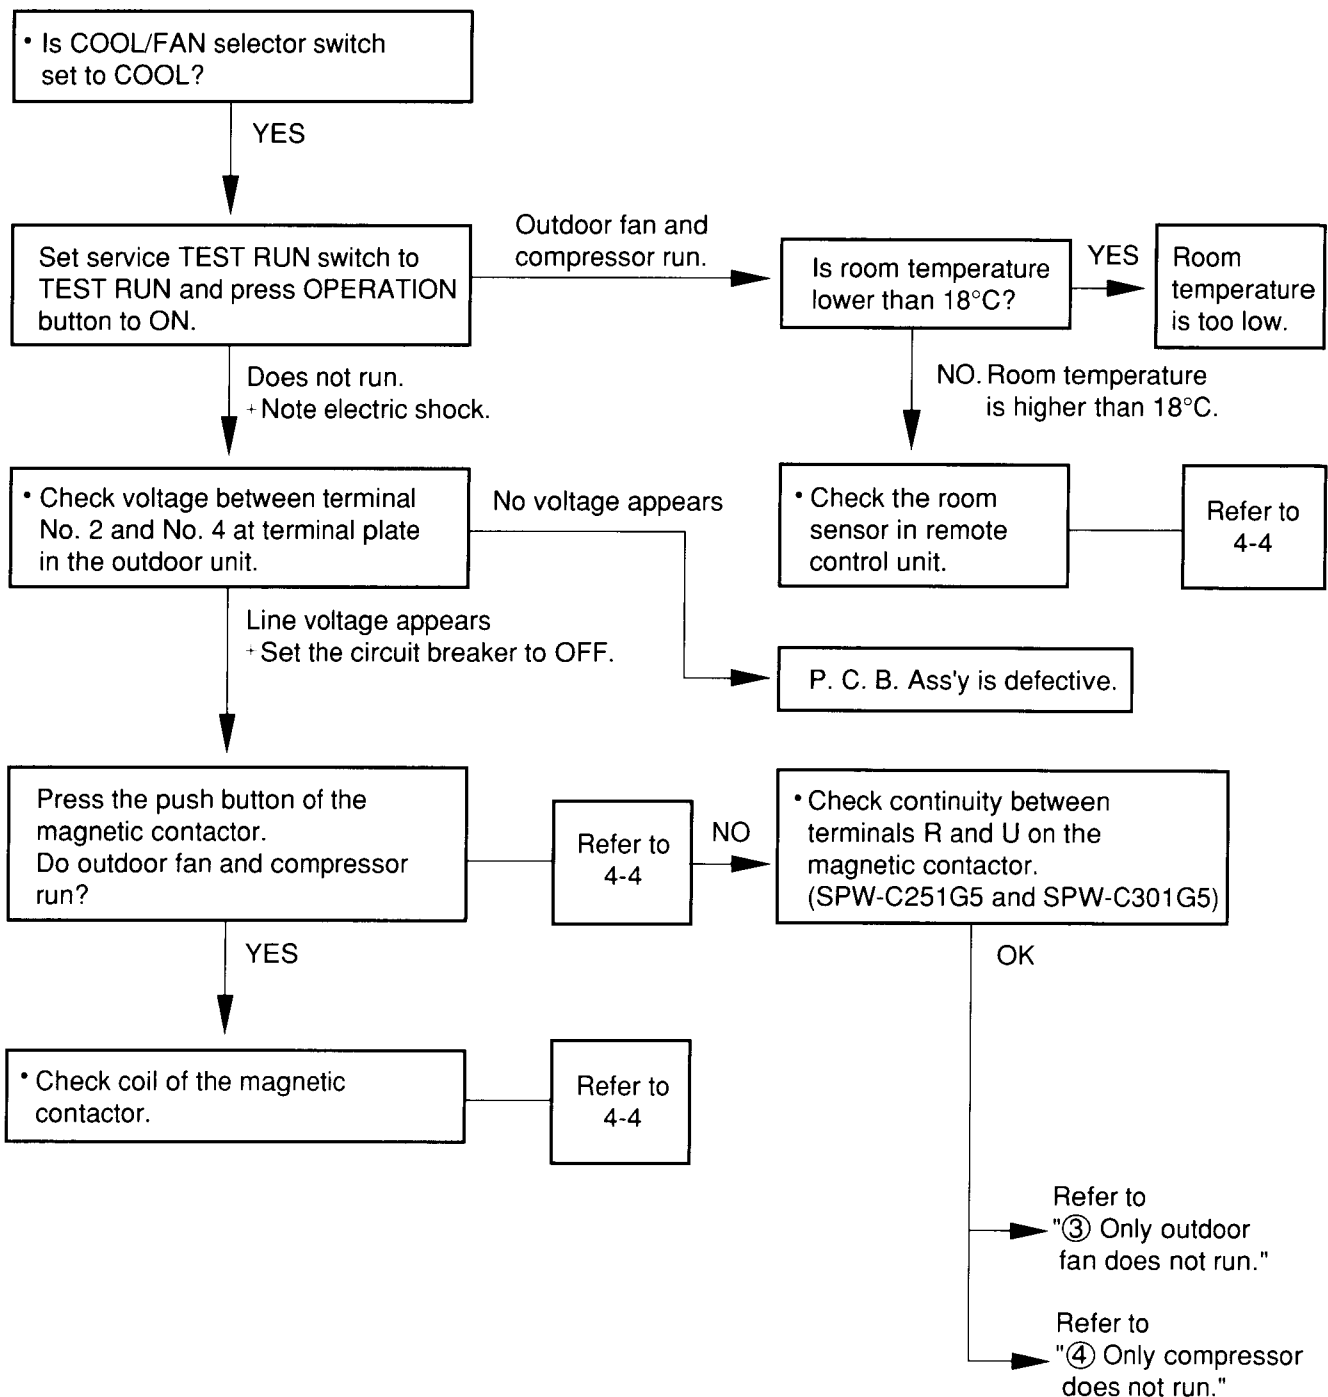 • Is COOL/FAN selector switch
set to COOL?
YES
Set service TEST RUN switch to
TEST RUN and press OPERATION
button to ON.
Outdoor fan and
compressor run.
Is room temperature
lower than 18°C?
YES
Room
temperature
is too low.
Does not run.
+ Note electric shock.
NO. Room temperature
is higher than 18°C.
• Check voltage between terminal
No. 2 and No. 4 at terminal plate
in the outdoor unit.
No voltage appears
• Check the room
sensor in remote
control unit.
Refer to
4-4
Line voltage appears
+ Set the circuit breaker to OFF.
P. C. B. Ass'y is defective.
Press the push button of the
magnetic contactor.
Do outdoor fan and compressor
run?
Refer to
4-4
NO
• Check continuity between
terminals R and U on the
magnetic contactor.
(SPW-C251G5 and SPW-C301G5)
YES
OK
• Check coil of the magnetic
contactor.
Refer to
4-4
Refer to
"③ Only outdoor
fan does not run."
Refer to
"④ Only compressor
does not run."